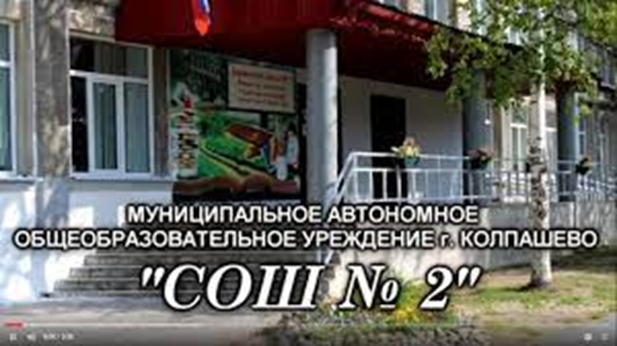 МУНИЦИПАЛЬНОЕ АВТОНОМНОЕ
ОБЩЕОБРАЗОВАТЕЛЬНОЕ УРЕЖДЕНИЕ г. КОЛПАШЕВО
"СОШ № 2"